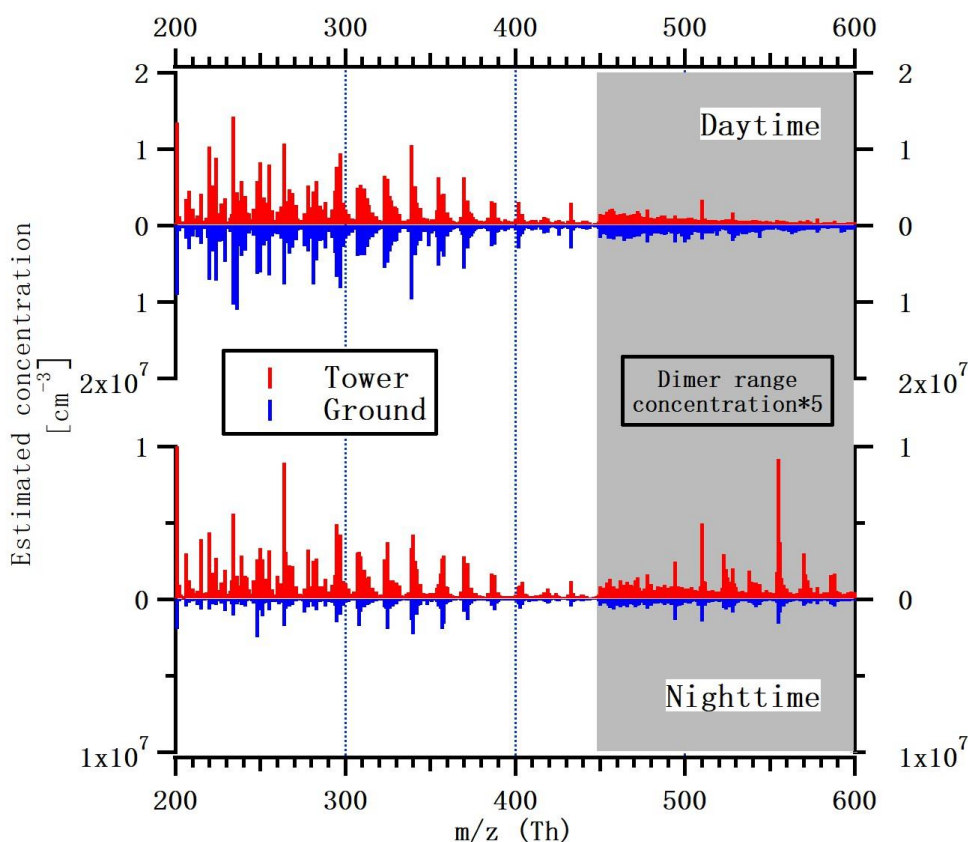 200 300 400 500 600
2 2
Daytime
1 1
0 0
1 1
2x10⁷ 2x10⁷
Estimated concentration
[cm⁻³]
Tower
Ground
Dimer range
concentration*5
1 1
0 0
Nighttime
1x10⁷ 1x10⁷
200 300 400 500 600
m/z (Th)